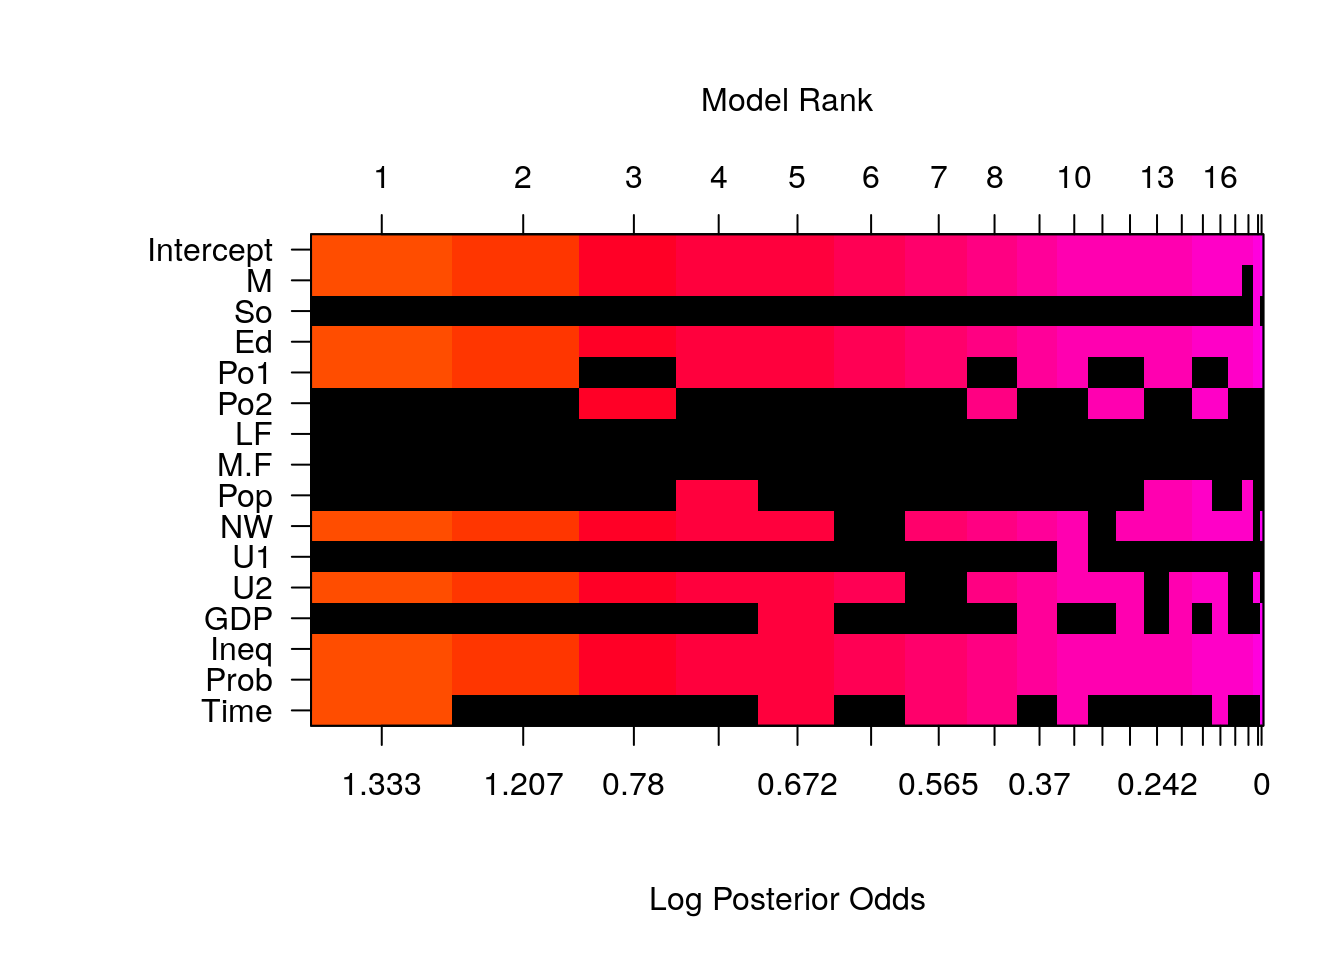 Model Rank
1 2 3 4 5 6 7 8 10 13 16
Intercept
M
So
Ed
Po1
Po2
LF
M.F
Pop
NW
U1
U2
GDP
Ineq
Prob
Time
1.333 1.207 0.78 0.672 0.565 0.37 0.242 0
Log Posterior Odds